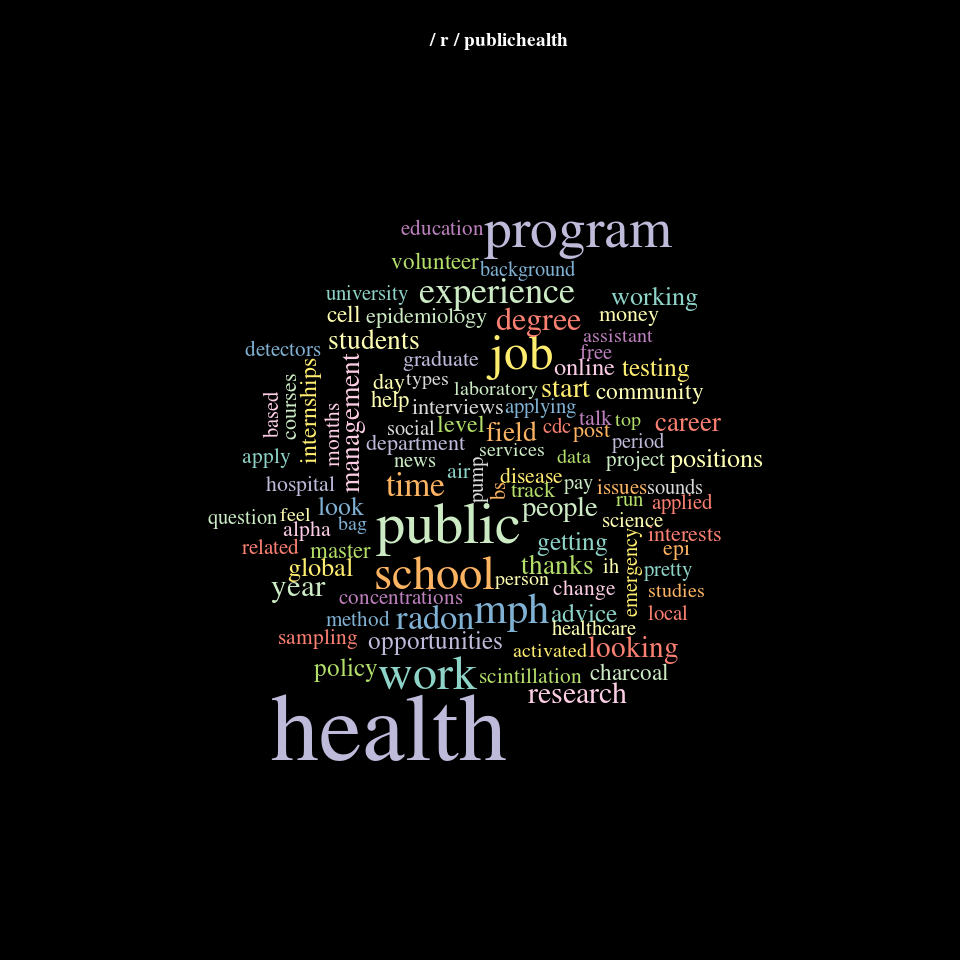 / r / publichealth
education
program
volunteer
background
university
experience
working
cell
epidemiology
degree
money
students
job
assistant
detectors
graduate
free
online
testing
internships
management
day
types
laboratory
start
community
based
courses
months
help
interviews
applying
social
level
field
cdc
talk
top
post
career
department
period
apply
news
services
data
project
positions
air
pump
disease
hospital
time
bs
track
pay
issues
sounds
look
people
run
applied
question
feel
alpha
bag
public
science
related
master
getting
emergency
interests
epi
global
school
thanks
ih
pretty
year
person
change
studies
concentrations
method
radon
mph
advice
local
healthcare
sampling
opportunities
activated
looking
policy
work
scintillation
charcoal
research
health